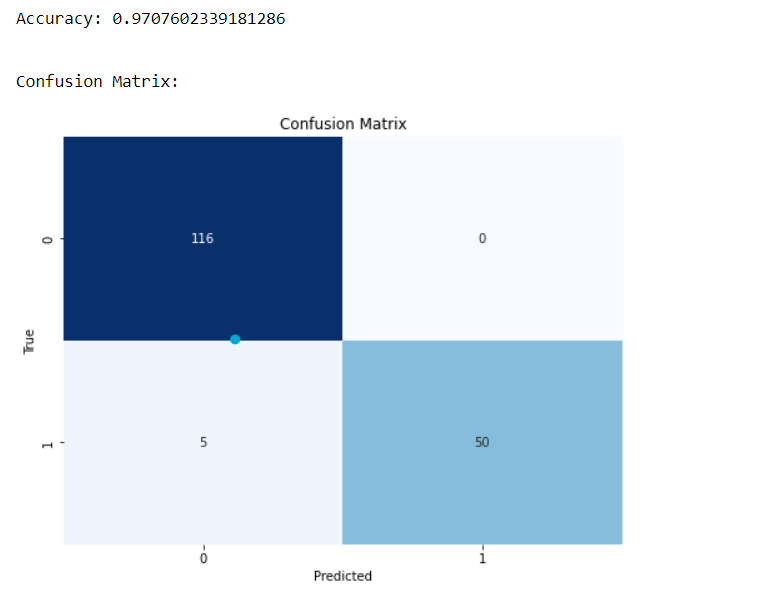 Accuracy: 0.9707602339181286
Confusion Matrix:
Confusion Matrix
0
116
0
True
1
5
50
0
1
Predicted